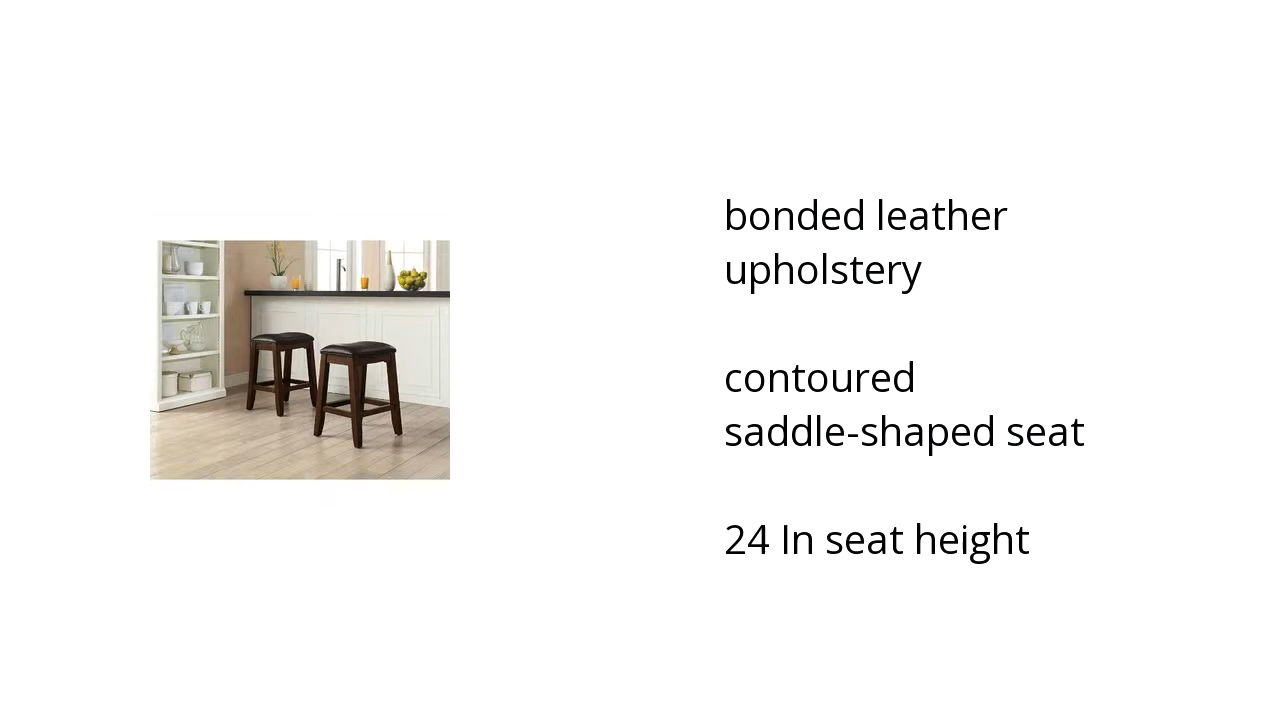 bonded leather
upholstery
contoured
saddle-shaped seat
24 In seat height